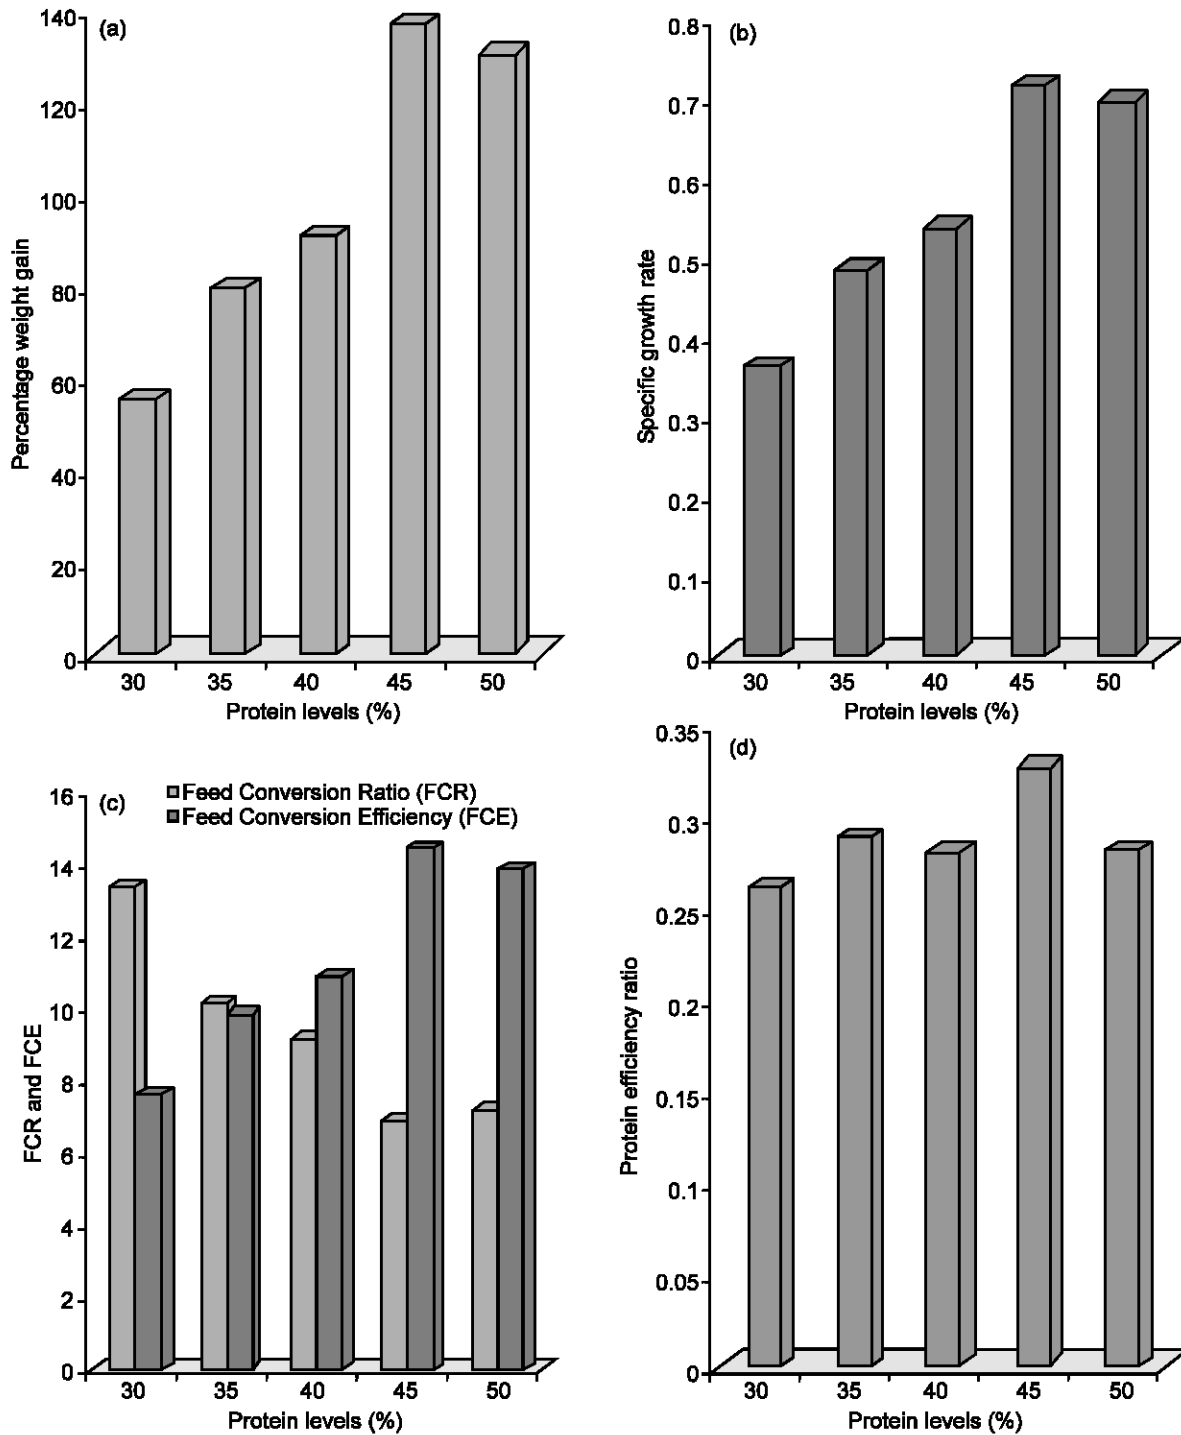 (a)
140
120
100
80
60
40
20
0
Percentage weight gain
30 35 40 45 50
Protein levels (%)
(b)
0.8
0.7
0.6
0.5
0.4
0.3
0.2
0.1
0
Specific growth rate
30 35 40 45 50
Protein levels (%)
(c)
Feed Conversion Ratio (FCR)
Feed Conversion Efficiency (FCE)
16
14
12
10
8
6
4
2
0
FCR and FCE
30 35 40 45 50
Protein levels (%)
(d)
0.35
0.3
0.25
0.2
0.15
0.1
0.05
0
Protein efficiency ratio
30 35 40 45 50
Protein levels (%)